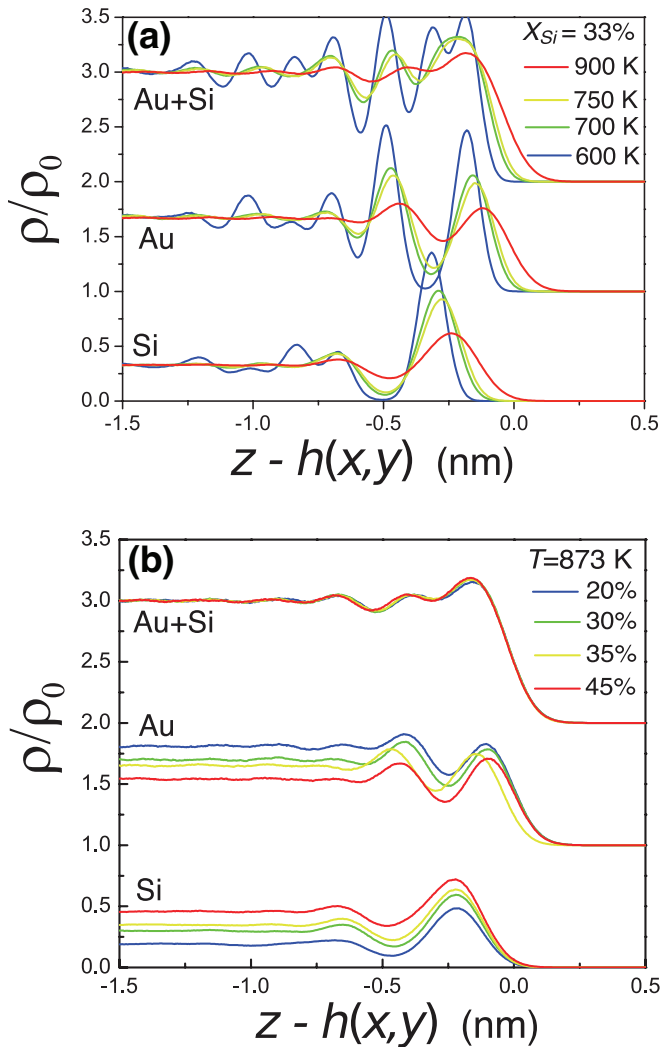 (a)
X_Si = 33%
900 K
750 K
700 K
600 K
3.5
3.0
2.5
2.0
1.5
1.0
0.5
0.0
Au+Si
Au
Si
ρ/ρ₀
-1.5
-1.0
-0.5
0.0
0.5
z - h(x,y) (nm)
(b)
T=873 K
20%
30%
35%
45%
3.5
3.0
2.5
2.0
1.5
1.0
0.5
0.0
Au+Si
Au
Si
ρ/ρ₀
-1.5
-1.0
-0.5
0.0
0.5
z - h(x,y) (nm)